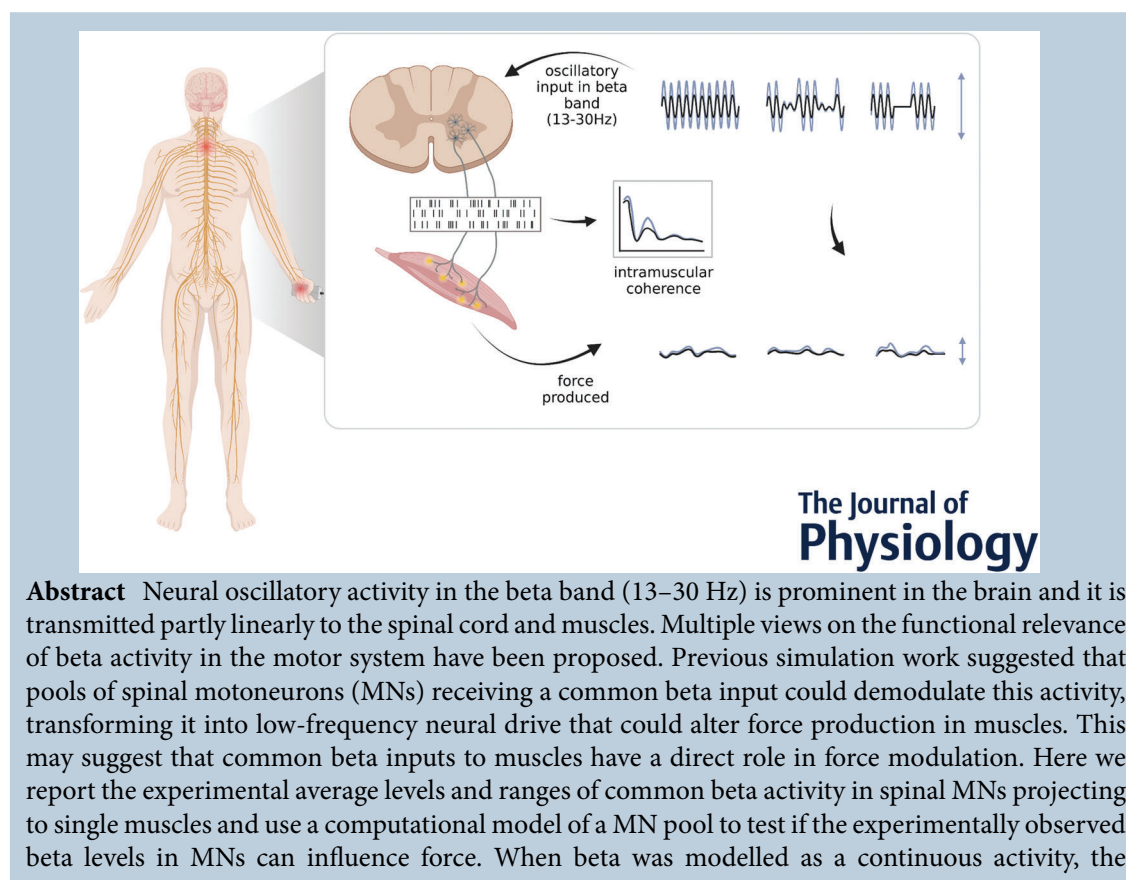 oscillatory
input in beta
band
(13-30Hz)
intramuscular
coherence
force
produced
The Journal of
Physiology
Abstract Neural oscillatory activity in the beta band (13–30 Hz) is prominent in the brain and it is
transmitted partly linearly to the spinal cord and muscles. Multiple views on the functional relevance
of beta activity in the motor system have been proposed. Previous simulation work suggested that
pools of spinal motoneurons (MNs) receiving a common beta input could demodulate this activity,
transforming it into low-frequency neural drive that could alter force production in muscles. This
may suggest that common beta inputs to muscles have a direct role in force modulation. Here we
report the experimental average levels and ranges of common beta activity in spinal MNs projecting
to single muscles and use a computational model of a MN pool to test if the experimentally observed
beta levels in MNs can influence force. When beta was modelled as a continuous activity, the